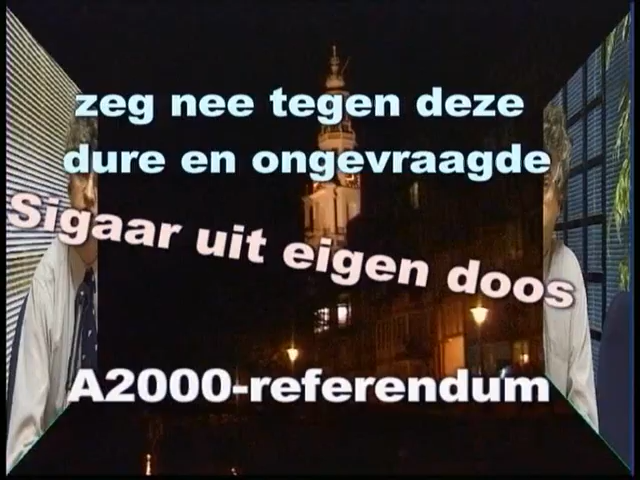 zeg nee tegen deze
dure en ongevraagde
Sigaar uit eigen doos
A2000-referendum